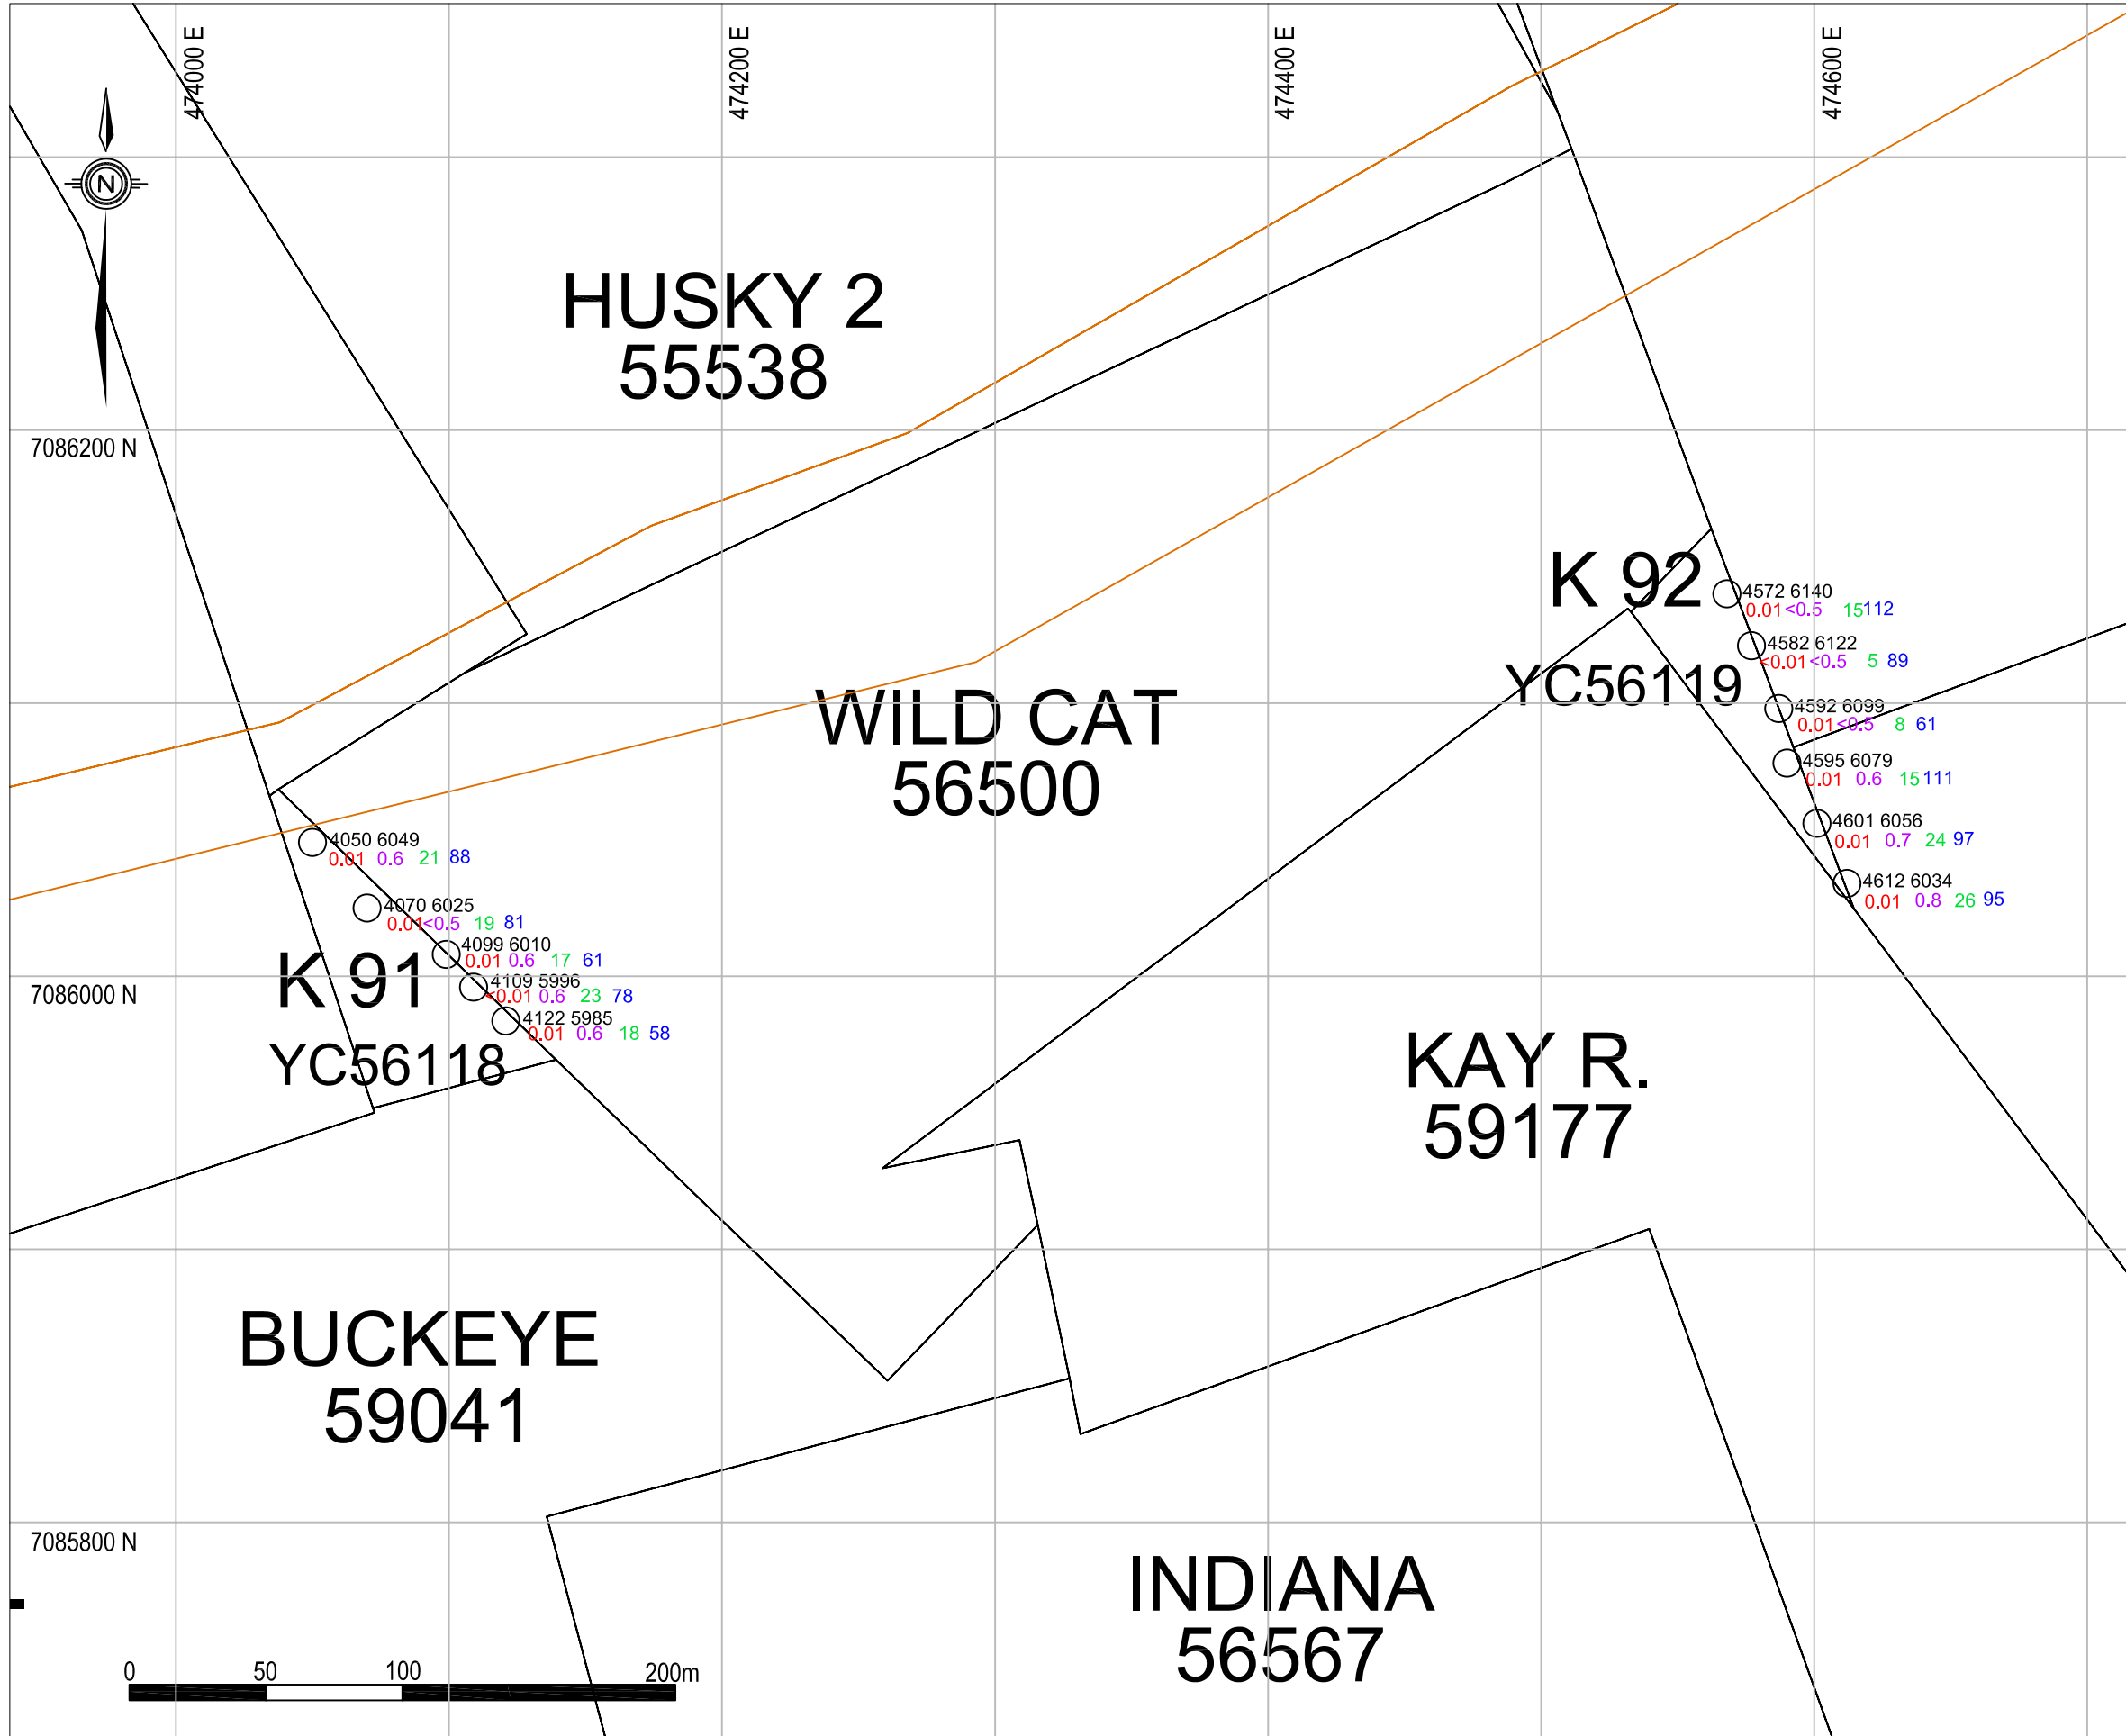 474000 E
474200 E
474400 E
474600 E
N
HUSKY 2
55538
7086200 N
K 92
YC56119
4572 6140
0.01 <0.5 15 112
4582 6122
<0.01 <0.5 5 89
4592 6099
0.01 <0.5 8 61
4595 6079
0.01 0.6 15 111
4601 6056
0.01 0.7 24 97
4612 6034
0.01 0.8 26 95
WILD CAT
56500
4050 6049
0.01 0.6 21 88
4070 6025
0.01 <0.5 19 81
4099 6010
0.01 0.6 17 61
4109 5996
<0.01 0.6 23 78
4122 5985
0.01 0.6 18 58
K 91
YC56118
7086000 N
KAY R.
59177
BUCKEYE
59041
7085800 N
INDIANA
56567
0 50 100 200m